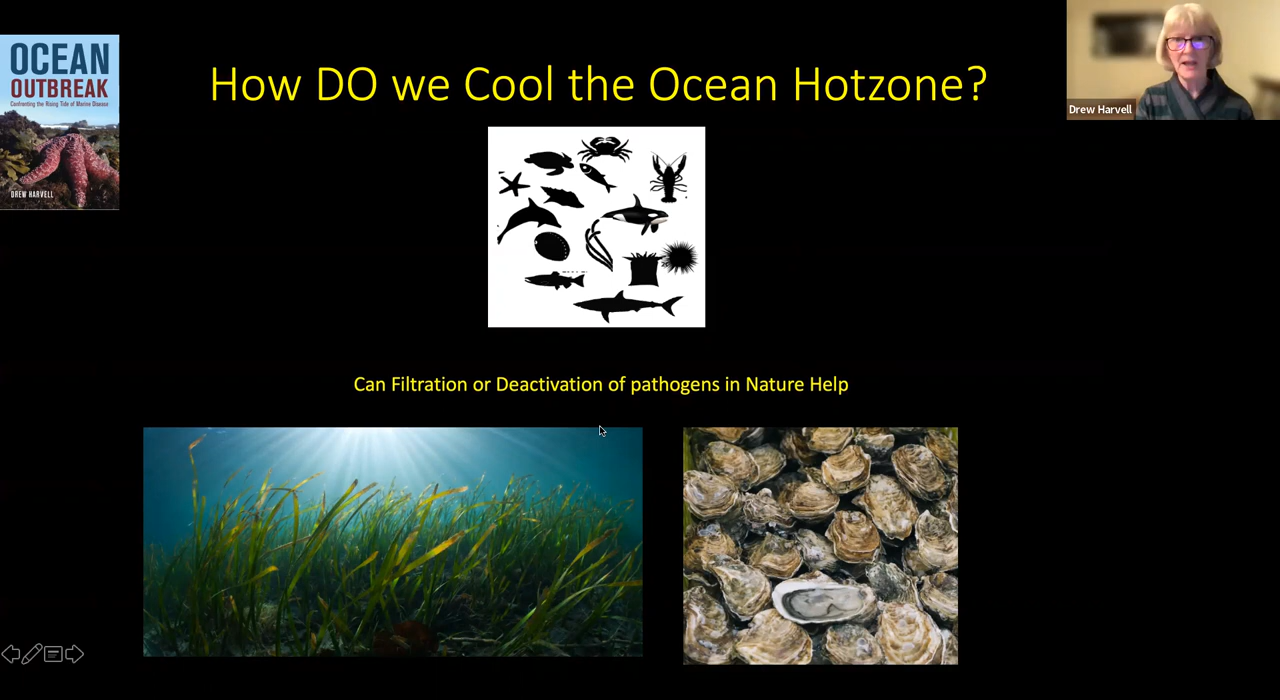 OCEAN
OUTBREAK
Confronting the Rising Tide of Marine Disease
DREW HARVELL
How DO we Cool the Ocean Hotzone?
Drew Harvell
Can Filtration or Deactivation of pathogens in Nature Help